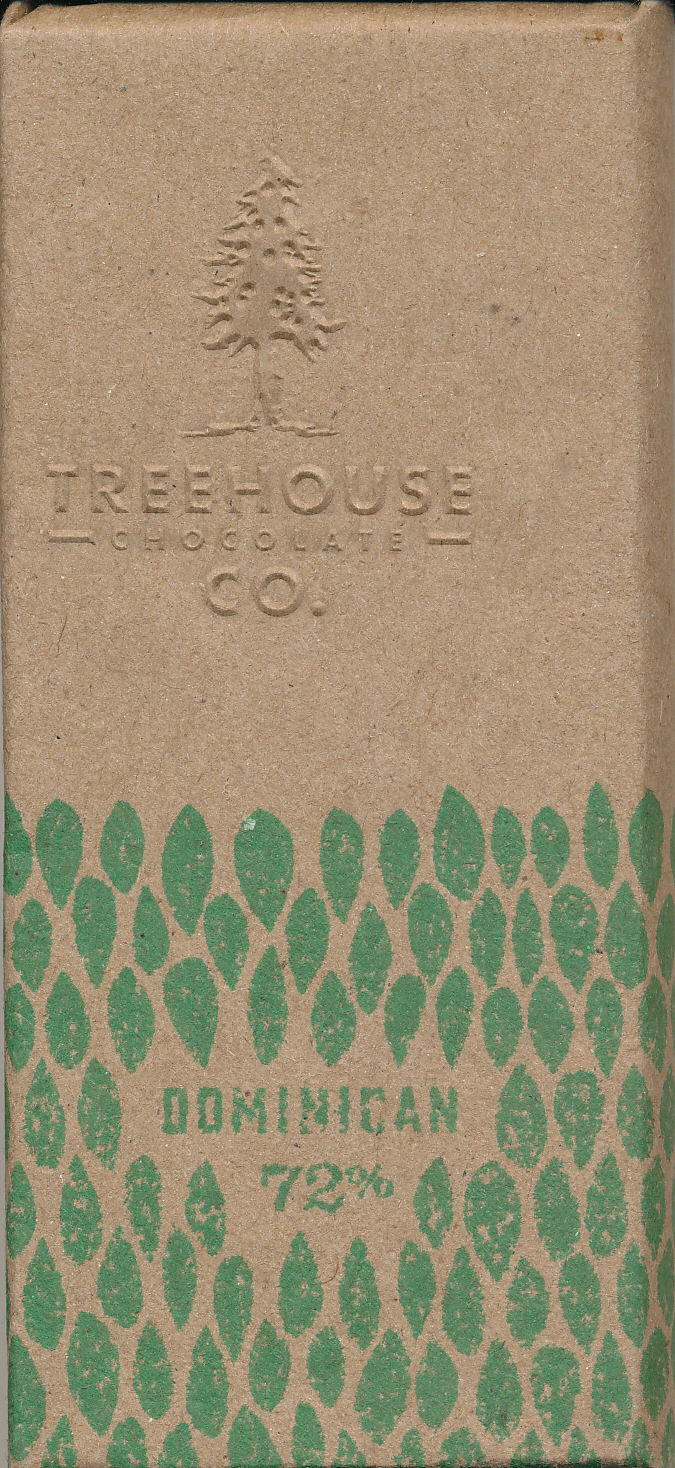 TREEHOUSE
CHOCOLATE
CO.
DOMINICAN
72%